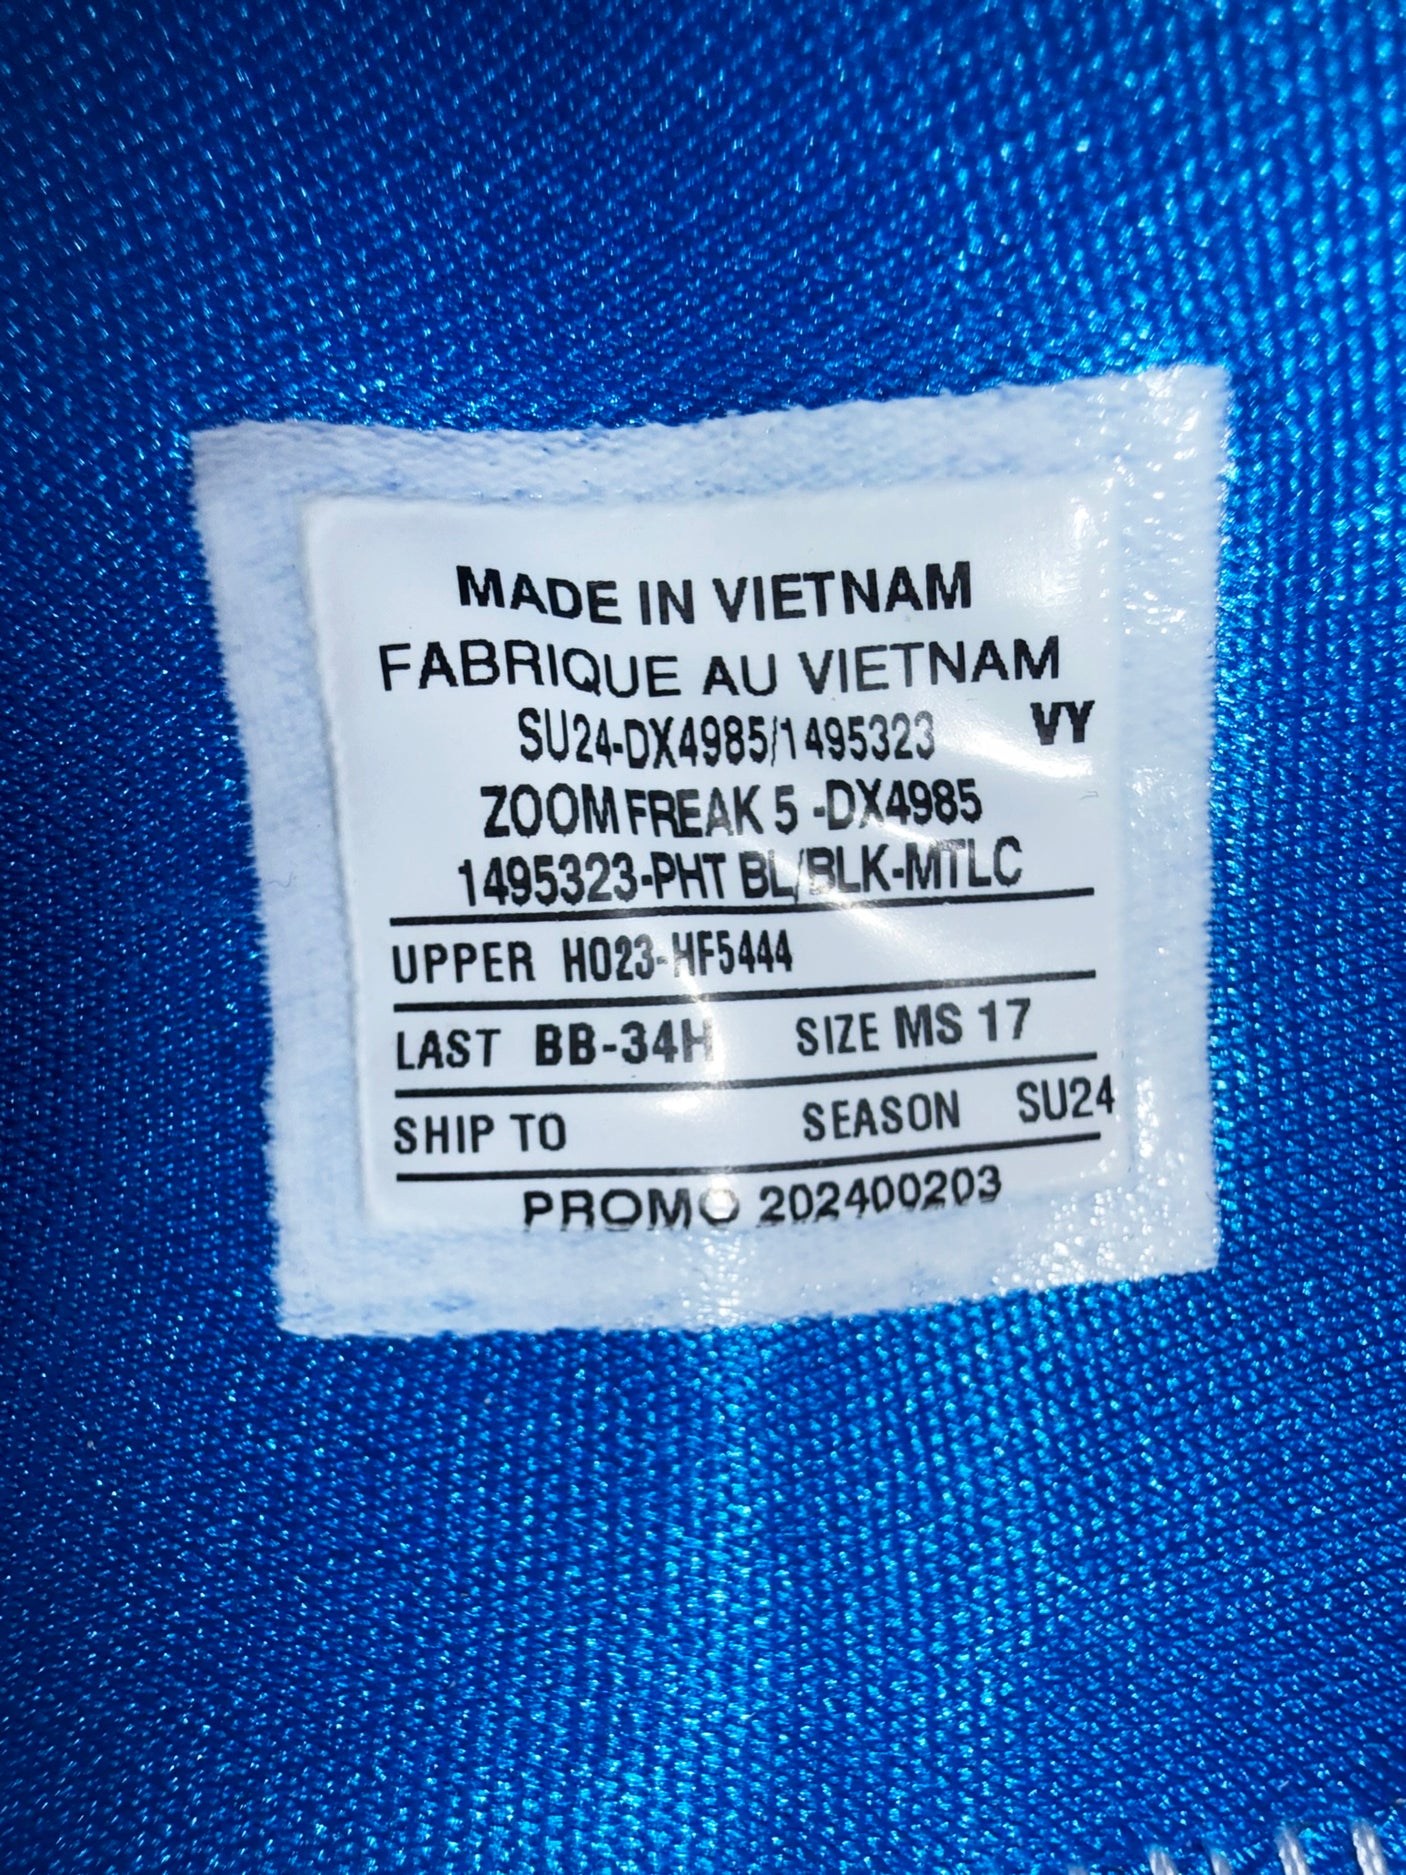 MADE IN VIETNAM
FABRIQUE AU VIETNAM
SU24-DX4985/1495323 VY
ZOOM FREAK 5 -DX4985
1495323-PHT BL/BLK-MTLC
UPPER HO23-HF5444
LAST BB-34H SIZE MS 17
SHIP TO SEASON SU24
PROMO 202400203